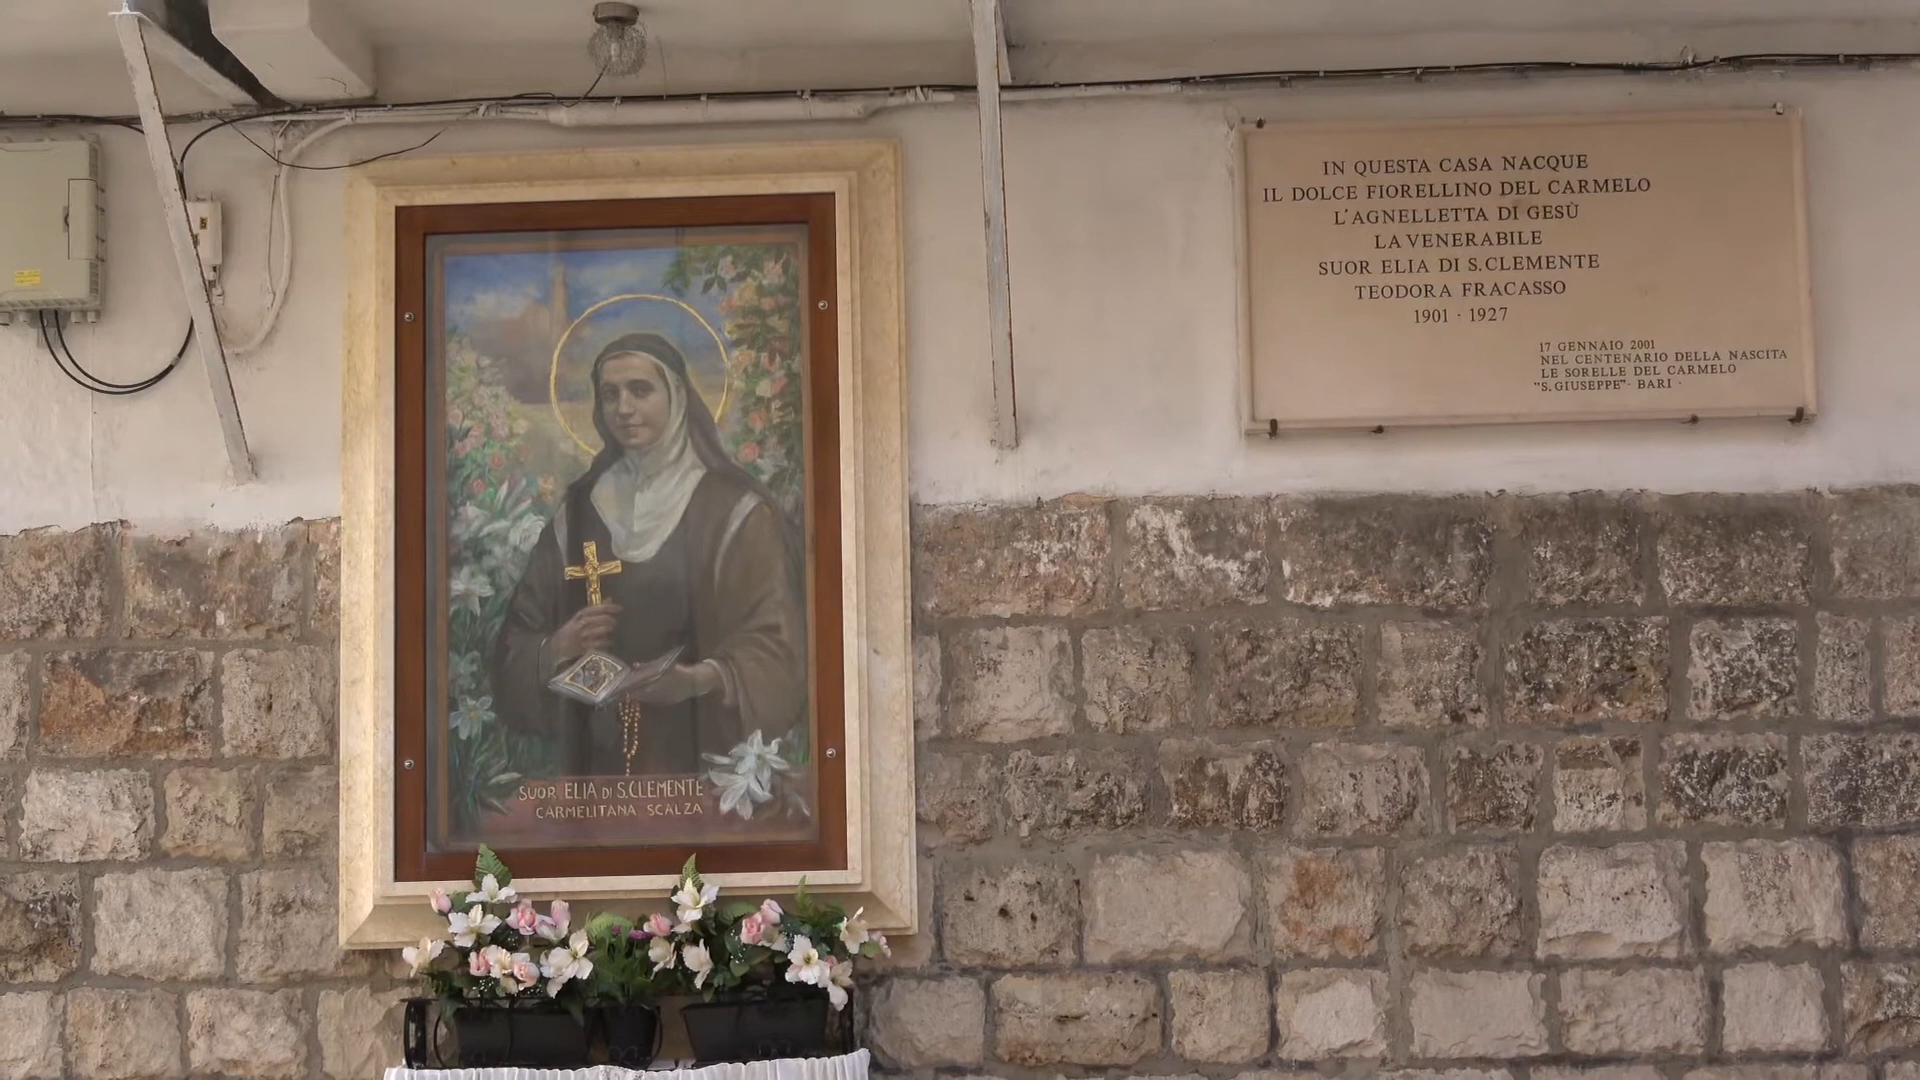 IN QUESTA CASA NACQUE
IL DOLCE FIORELLINO DEL CARMELO
L'AGNELLETTA DI GESÙ
LA VENERABILE
SUOR ELIA DI S.CLEMENTE
TEODORA FRACASSO
1901 · 1927
17 GENNAIO 2001
NEL CENTENARIO DELLA NASCITA
LE SORELLE DEL CARMELO
"S.GIUSEPPE"· BARI ·
SUOR ELIA DI S.CLEMENTE
CARMELITANA SCALZA